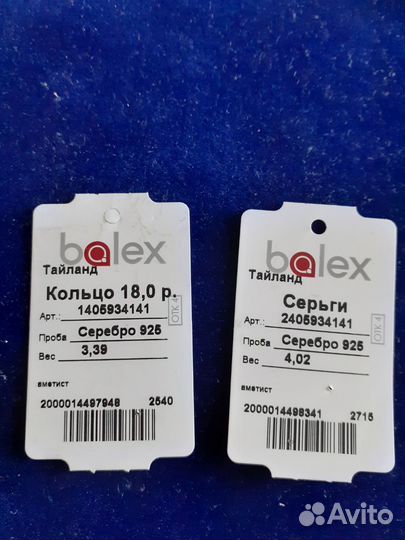 balex
Тайланд
Кольцо 18,0 р.
Арт.: 1405934141
Проба Серебро 925
Вес 3,39
ОТК 4
аметист
2000014497948 2540
balex
Тайланд
Серьги
Арт.: 2405934141
Проба Серебро 925
Вес 4,02
ОТК 4
аметист
2000014498341 2715
Avito